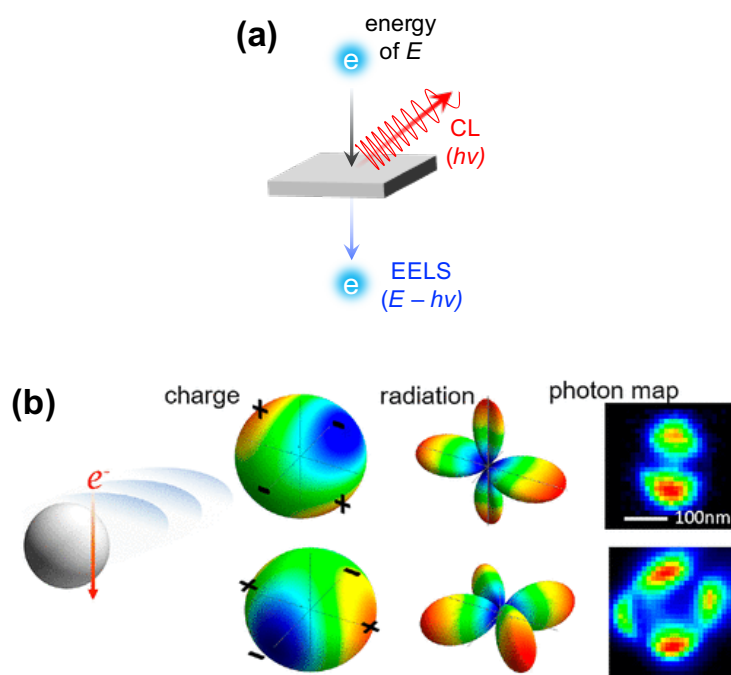 (a)
energy
of E
e
CL
(hν)
e
EELS
(E – hν)
(b)
charge
radiation
photon map
+
-
-
+
e-
100nm
+
-
+
-